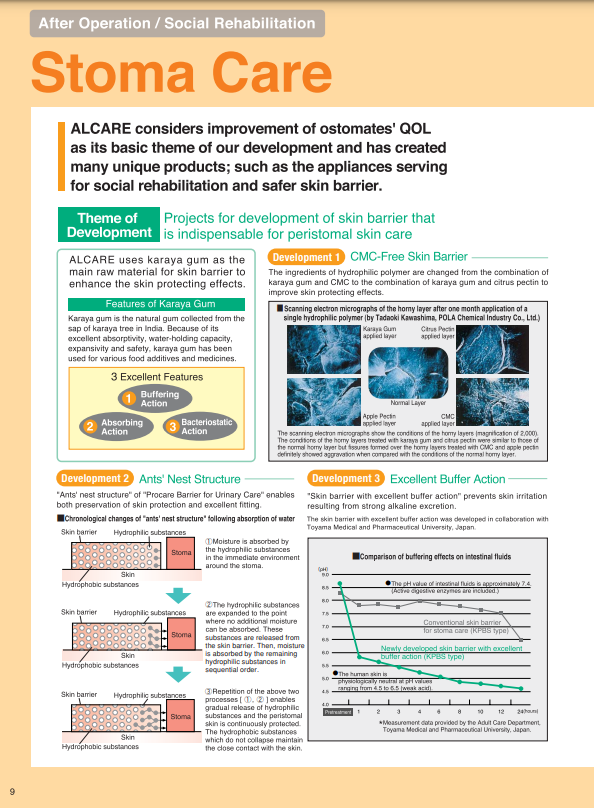 After Operation / Social Rehabilitation
Stoma Care
ALCARE considers improvement of ostomates' QOL
as its basic theme of our development and has created
many unique products; such as the appliances serving
for social rehabilitation and safer skin barrier.
Theme of
Development
Projects for development of skin barrier that
is indispensable for peristomal skin care
ALCARE uses karaya gum as the
main raw material for skin barrier to
enhance the skin protecting effects.
Features of Karaya Gum
Karaya gum is the natural gum collected from the
sap of karaya tree in India. Because of its
excellent absorptivity, water-holding capacity,
expansivity and safety, karaya gum has been
used for various food additives and medicines.
3 Excellent Features
1 Buffering
Action
2 Absorbing
Action
3 Bacteriostatic
Action
Development 1 CMC-Free Skin Barrier
The ingredients of hydrophilic polymer are changed from the combination of
karaya gum and CMC to the combination of karaya gum and citrus pectin to
improve skin protecting effects.
■Scanning electron micrographs of the horny layer after one month application of a
single hydrophilic polymer (by Tadaoki Kawashima, POLA Chemical Industry Co., Ltd.)
Karaya Gum
applied layer
Citrus Pectin
applied layer
Normal Layer
Apple Pectin
applied layer
CMC
applied layer
The scanning electron micrographs show the conditions of the horny layers (magnification of 2,000).
The conditions of the horny layers treated with karaya gum and citrus pectin were similar to those of
the normal horny layer but fissures formed over the horny layers treated with CMC and apple pectin
definitely showed aggravation when compared with the conditions of the normal horny layer.
Development 2 Ants' Nest Structure
"Ants' nest structure" of "Procare Barrier for Urinary Care" enables
both preservation of skin protection and excellent fitting.
■Chronological changes of "ants' nest structure" following absorption of water
Skin barrier
Hydrophilic substances
Stoma
Skin
Hydrophobic substances
①Moisture is absorbed by
the hydrophilic substances
in the immediate environment
around the stoma.
Skin barrier
Hydrophilic substances
Stoma
Skin
Hydrophobic substances
②The hydrophilic substances
are expanded to the point
where no additional moisture
can be absorbed. These
substances are released from
the skin barrier. Then, moisture
is absorbed by the remaining
hydrophilic substances in
sequential order.
Skin barrier
Hydrophilic substances
Stoma
Skin
Hydrophobic substances
③Repetition of the above two
processes [ ①, ② ] enables
gradual release of hydrophilic
substances and the peristomal
skin is continuously protected.
The hydrophobic substances
which do not collapse maintain
the close contact with the skin.
Development 3 Excellent Buffer Action
"Skin barrier with excellent buffer action" prevents skin irritation
resulting from strong alkaline excretion.
The skin barrier with excellent buffer action was developed in collaboration with
Toyama Medical and Pharmaceutical University, Japan.
■Comparison of buffering effects on intestinal fluids
(pH)
9.0
8.5
8.0
7.5
7.0
6.5
6.0
5.5
5.0
4.5
4.0
●The pH value of intestinal fluids is approximately 7.4.
(Active digestive enzymes are included.)
Conventional skin barrier
for stoma care (KPBS type)
Newly developed skin barrier with excellent
buffer action (KPBS type)
●The human skin is
physiologically neutral at pH values
ranging from 4.5 to 6.5 (weak acid).
Pretreatment 1 2 3 4 6 8 10 12 24 (hours)
*Measurement data provided by the Adult Care Department,
Toyama Medical and Pharmaceutical University, Japan.
9